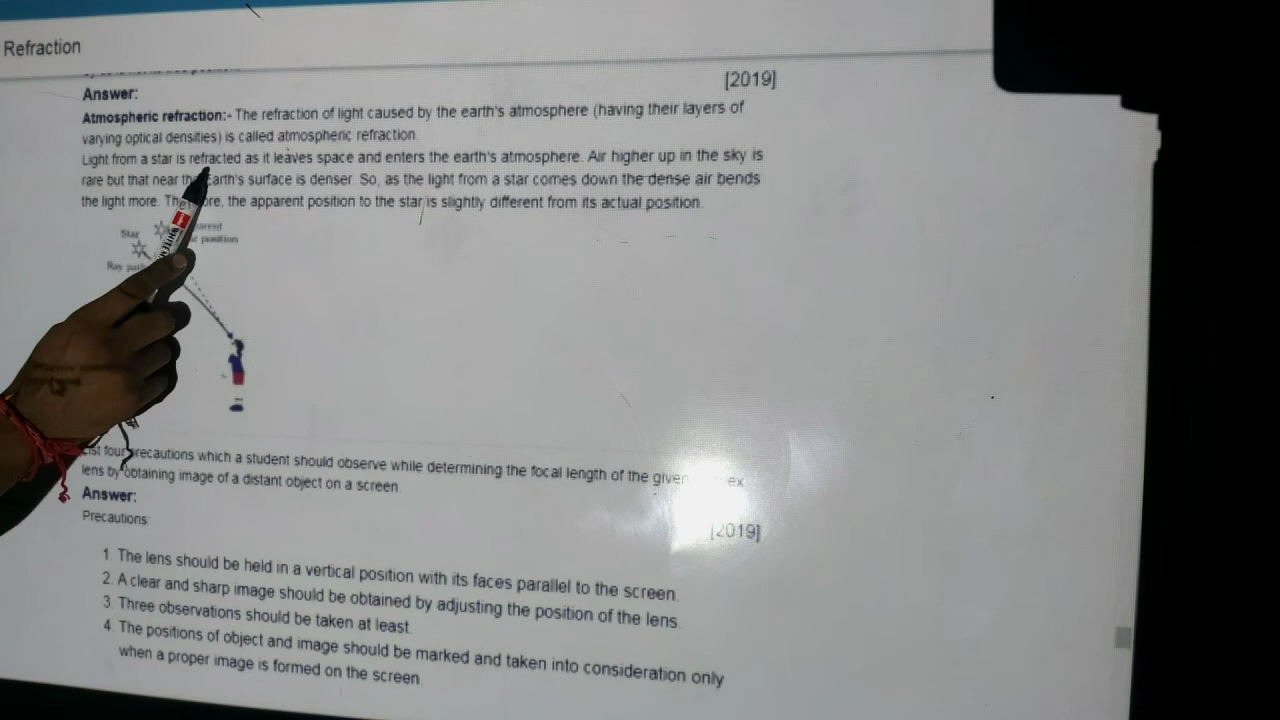 Refraction
[2019]
Answer:
Atmospheric refraction:- The refraction of light caused by the earth's atmosphere (having their layers of
varying optical densities) is called atmospheric refraction.
Light from a star is refracted as it leaves space and enters the earth's atmosphere. Air higher up in the sky is
rare but that near Earth's surface is denser. So, as the light from a star comes down the dense air bends
the light more. the apparent position to the star is slightly different from its actual position.
Star
position
Ray
four precautions which a student should observe while determining the focal length of the given
lens by obtaining image of a distant object on a screen.
Answer:
[2019]
Precautions:
1. The lens should be held in a vertical position with its faces parallel to the screen.
2. A clear and sharp image should be obtained by adjusting the position of the lens.
3. Three observations should be taken at least.
4. The positions of object and image should be marked and taken into consideration only
when a proper image is formed on the screen.